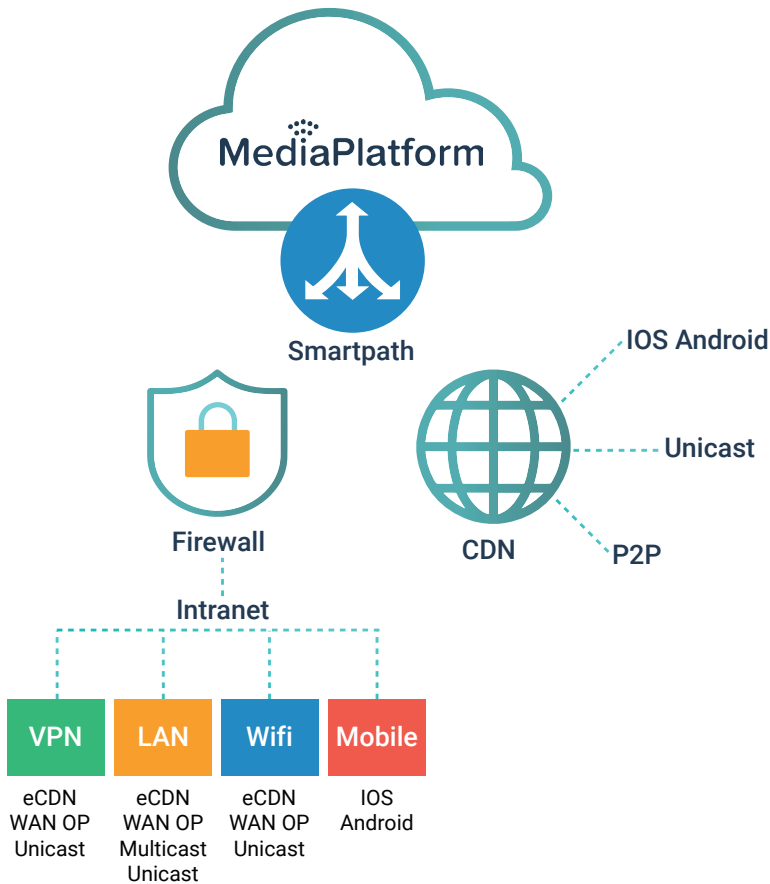 MediaPlatform
Smartpath
IOS Android
Unicast
P2P
CDN
Firewall
Intranet
VPN
eCDN
WAN OP
Unicast
LAN
eCDN
WAN OP
Multicast
Unicast
Wifi
eCDN
WAN OP
Unicast
Mobile
IOS
Android